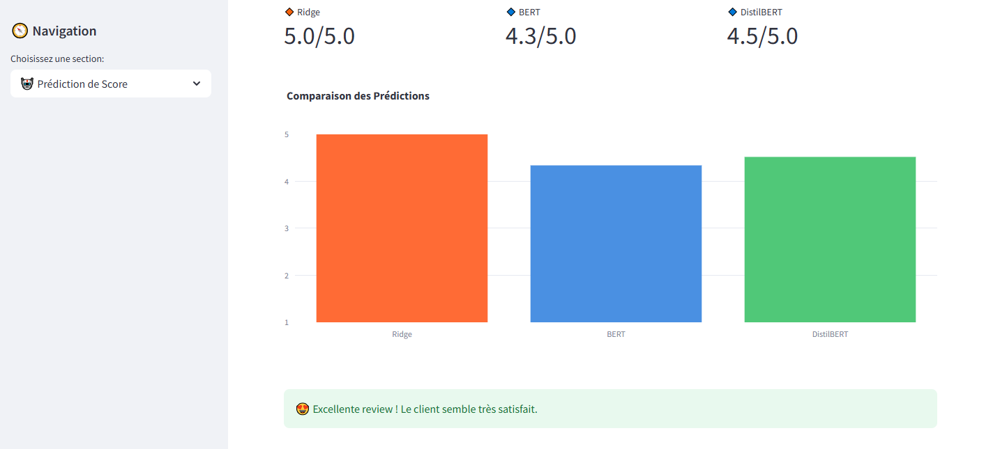 Navigation
Choisissez une section:
Prédiction de Score
Ridge
5.0/5.0
BERT
4.3/5.0
DistilBERT
4.5/5.0
Comparaison des Prédictions
5
4
3
2
1
Ridge
BERT
DistilBERT
😍 Excellente review ! Le client semble très satisfait.